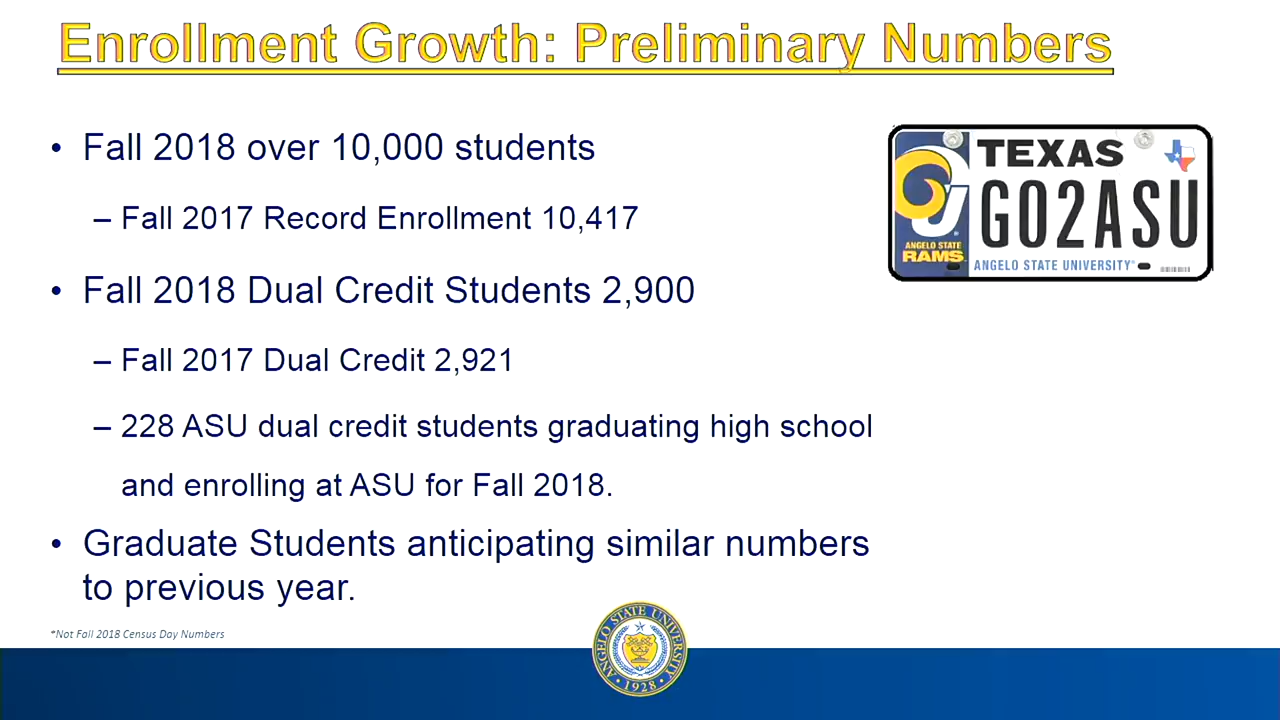 Enrollment Growth: Preliminary Numbers
• Fall 2018 over 10,000 students
– Fall 2017 Record Enrollment 10,417
• Fall 2018 Dual Credit Students 2,900
– Fall 2017 Dual Credit 2,921
– 228 ASU dual credit students graduating high school
and enrolling at ASU for Fall 2018.
• Graduate Students anticipating similar numbers
to previous year.
*Not Fall 2018 Census Day Numbers
TEXAS
GO2ASU
ANGELO STATE
RAMS
ANGELO STATE UNIVERSITY®
ANGELO STATE UNIVERSITY
• 1928 •